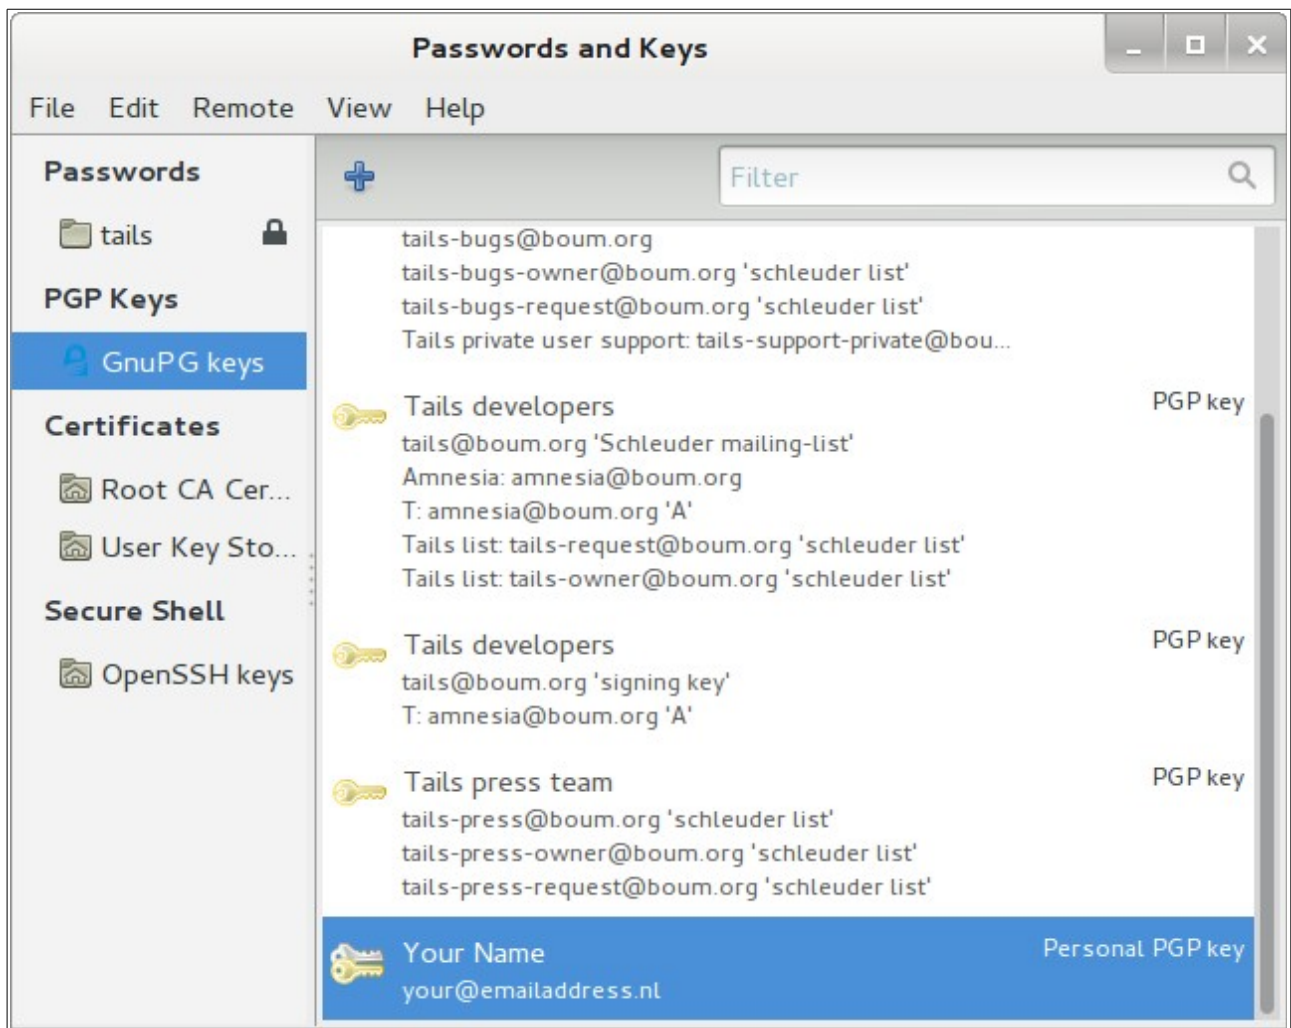 Passwords and Keys
File Edit Remote View Help
Passwords
tails
PGP Keys
GnuPG keys
Certificates
Root CA Cer...
User Key Sto...
Secure Shell
OpenSSH keys
Filter
tails-bugs@boum.org
tails-bugs-owner@boum.org 'schleuder list'
tails-bugs-request@boum.org 'schleuder list'
Tails private user support: tails-support-private@bou...
Tails developers PGP key
tails@boum.org 'Schleuder mailing-list'
Amnesia: amnesia@boum.org
T: amnesia@boum.org 'A'
Tails list: tails-request@boum.org 'schleuder list'
Tails list: tails-owner@boum.org 'schleuder list'
Tails developers PGP key
tails@boum.org 'signing key'
T: amnesia@boum.org 'A'
Tails press team PGP key
tails-press@boum.org 'schleuder list'
tails-press-owner@boum.org 'schleuder list'
tails-press-request@boum.org 'schleuder list'
Your Name Personal PGP key
your@emailaddress.nl